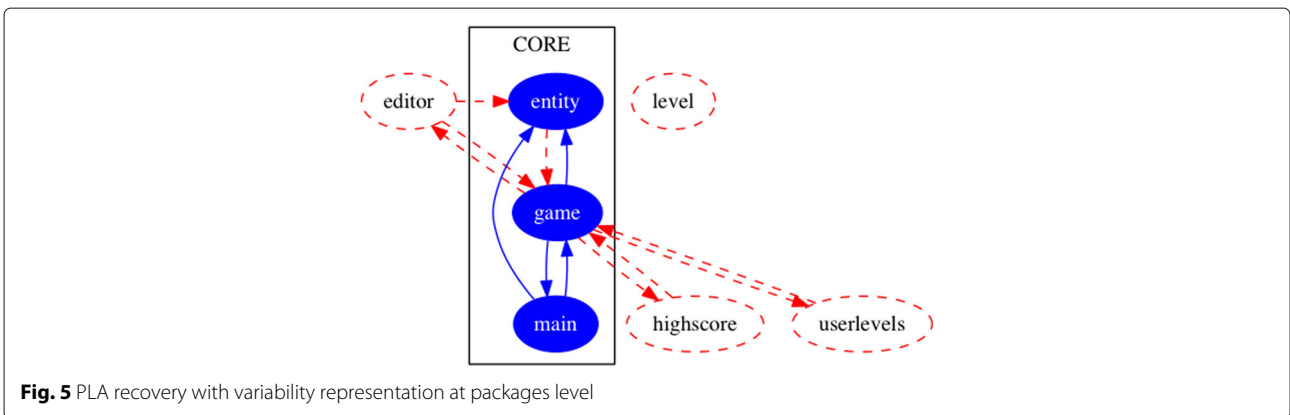 CORE
editor
entity
level
game
main
highscore
userlevels
Fig. 5 PLA recovery with variability representation at packages level